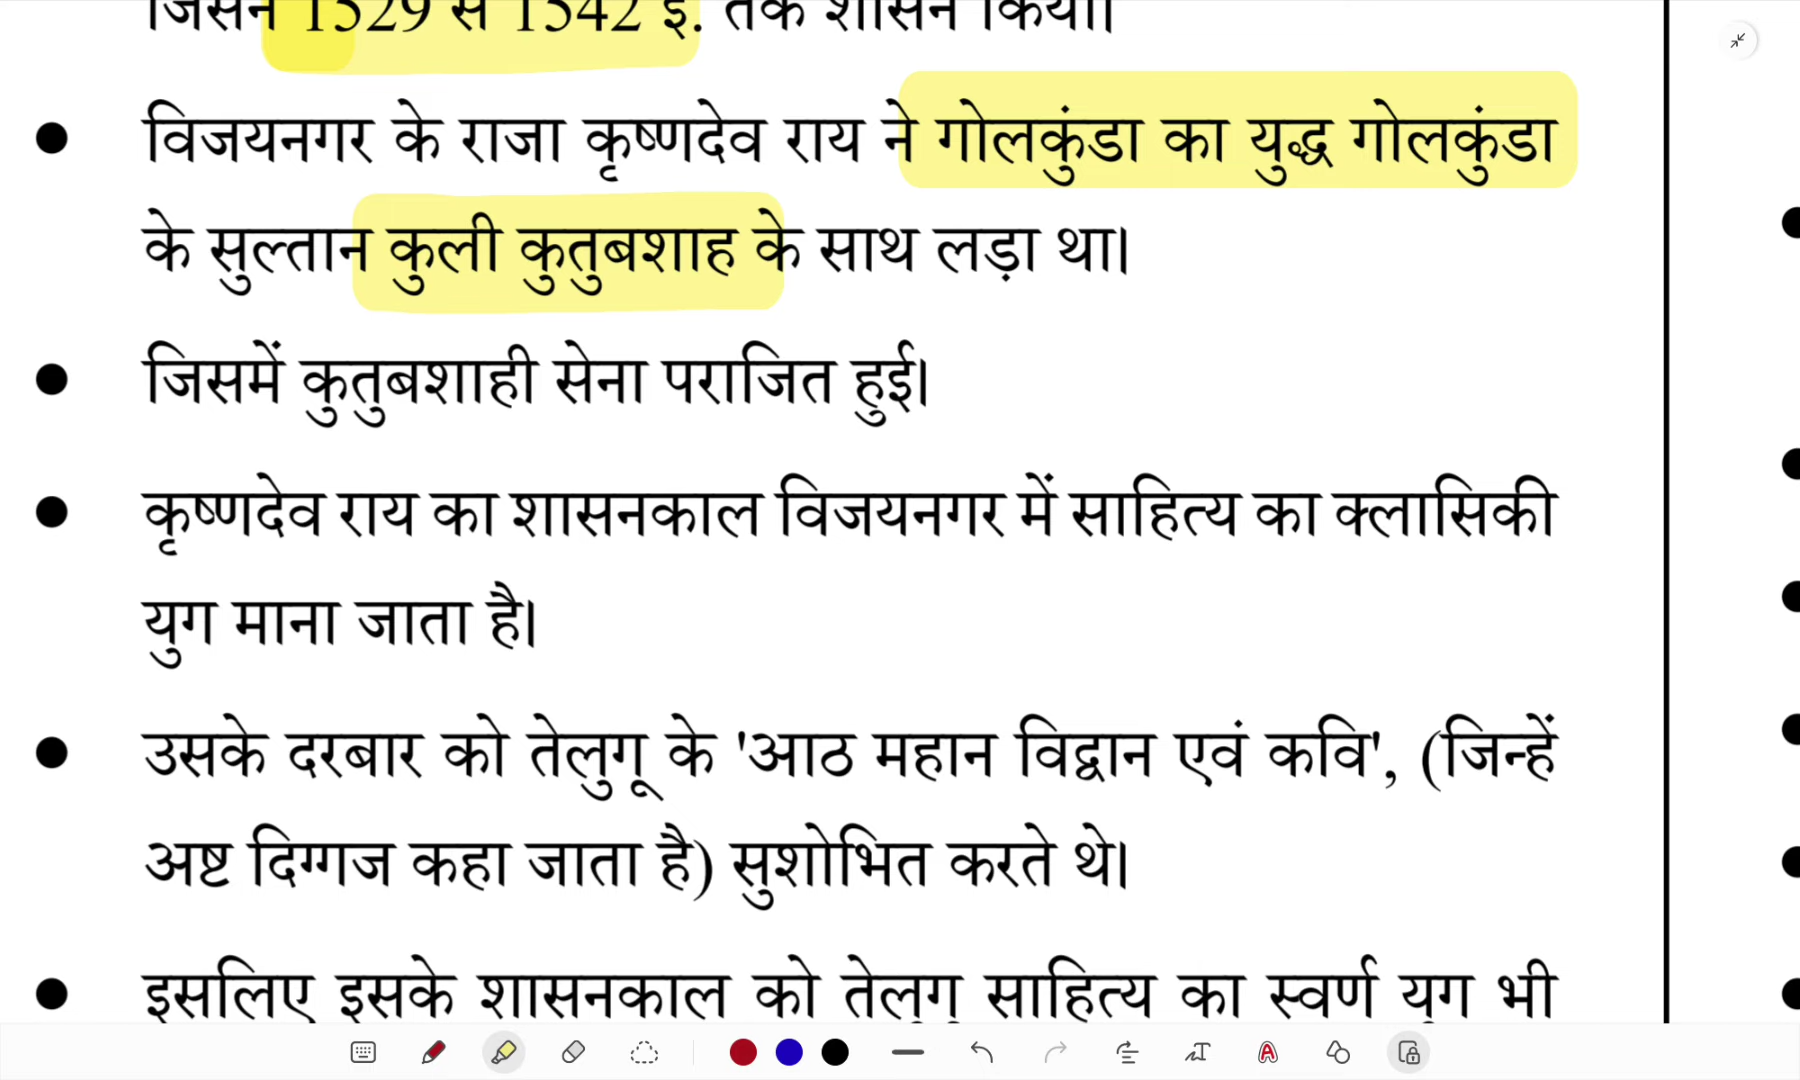 जिसने 1529 से 1542 ई. तक शासन किया।
विजयनगर के राजा कृष्णदेव राय ने गोलकुंडा का युद्ध गोलकुंडा
के सुल्तान कुली कुतुबशाह के साथ लड़ा था।
जिसमें कुतुबशाही सेना पराजित हुई।
कृष्णदेव राय का शासनकाल विजयनगर में साहित्य का क्लासिकी
युग माना जाता है।
उसके दरबार को तेलुगू के 'आठ महान विद्वान एवं कवि', (जिन्हें
अष्ट दिग्गज कहा जाता है) सुशोभित करते थे।
इसलिए इसके शासनकाल को तेलुगु साहित्य का स्वर्ण युग भी